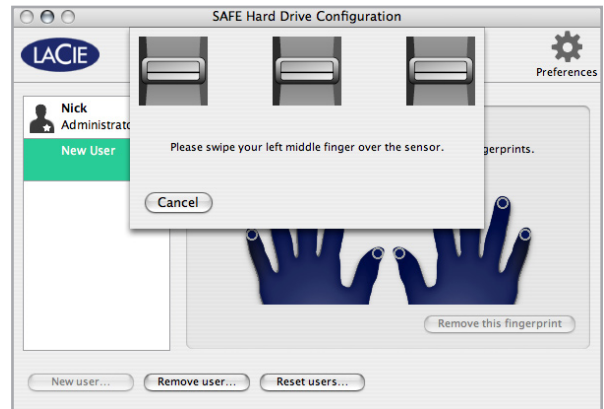 SAFE Hard Drive Configuration
LACIE
Preferences
Nick
Administrato
New User
Please swipe your left middle finger over the sensor.
gerprints.
Cancel
Remove this fingerprint
New user...
Remove user...
Reset users...